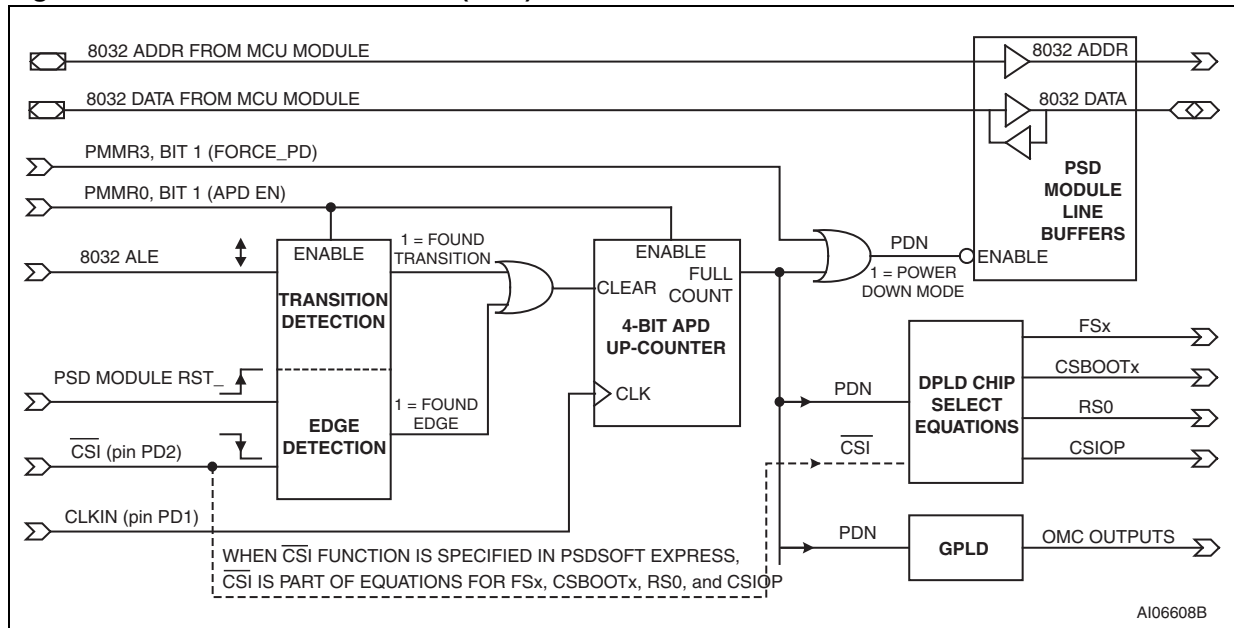 8032 ADDR FROM MCU MODULE
8032 ADDR
8032 DATA FROM MCU MODULE
8032 DATA
PMMR3, BIT 1 (FORCE_PD)
PSD
MODULE
LINE
BUFFERS
PMMR0, BIT 1 (APD EN)
8032 ALE
ENABLE
1 = FOUND
TRANSITION
TRANSITION
DETECTION
ENABLE
FULL
COUNT
CLEAR
4-BIT APD
UP-COUNTER
CLK
PDN
1 = POWER
DOWN MODE
ENABLE
PSD MODULE RST_
EDGE
DETECTION
1 = FOUND
EDGE
CSI (pin PD2)
CLKIN (pin PD1)
PDN
CSI
DPLD CHIP
SELECT
EQUATIONS
FSx
CSBOOTx
RS0
CSIOP
WHEN CSI FUNCTION IS SPECIFIED IN PSDSOFT EXPRESS,
CSI IS PART OF EQUATIONS FOR FSx, CSBOOTx, RS0, and CSIOP
PDN
GPLD
OMC OUTPUTS
AI06608B